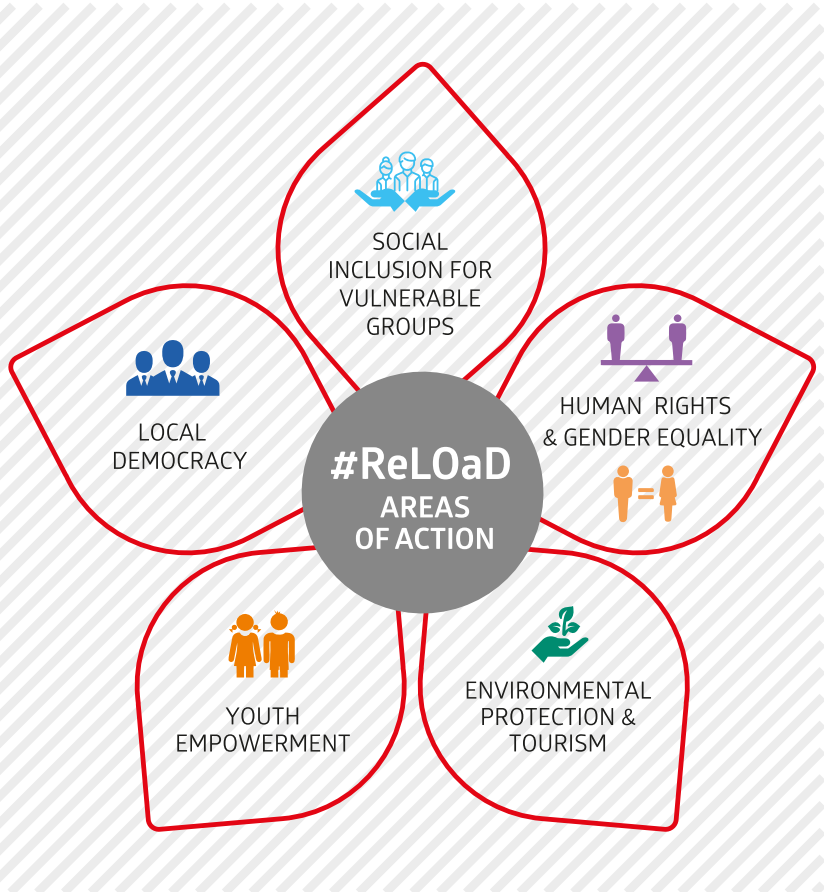 SOCIAL
INCLUSION FOR
VULNERABLE
GROUPS
HUMAN RIGHTS
& GENDER EQUALITY
LOCAL
DEMOCRACY
#ReLOaD
AREAS
OF ACTION
YOUTH
EMPOWERMENT
ENVIRONMENTAL
PROTECTION &
TOURISM